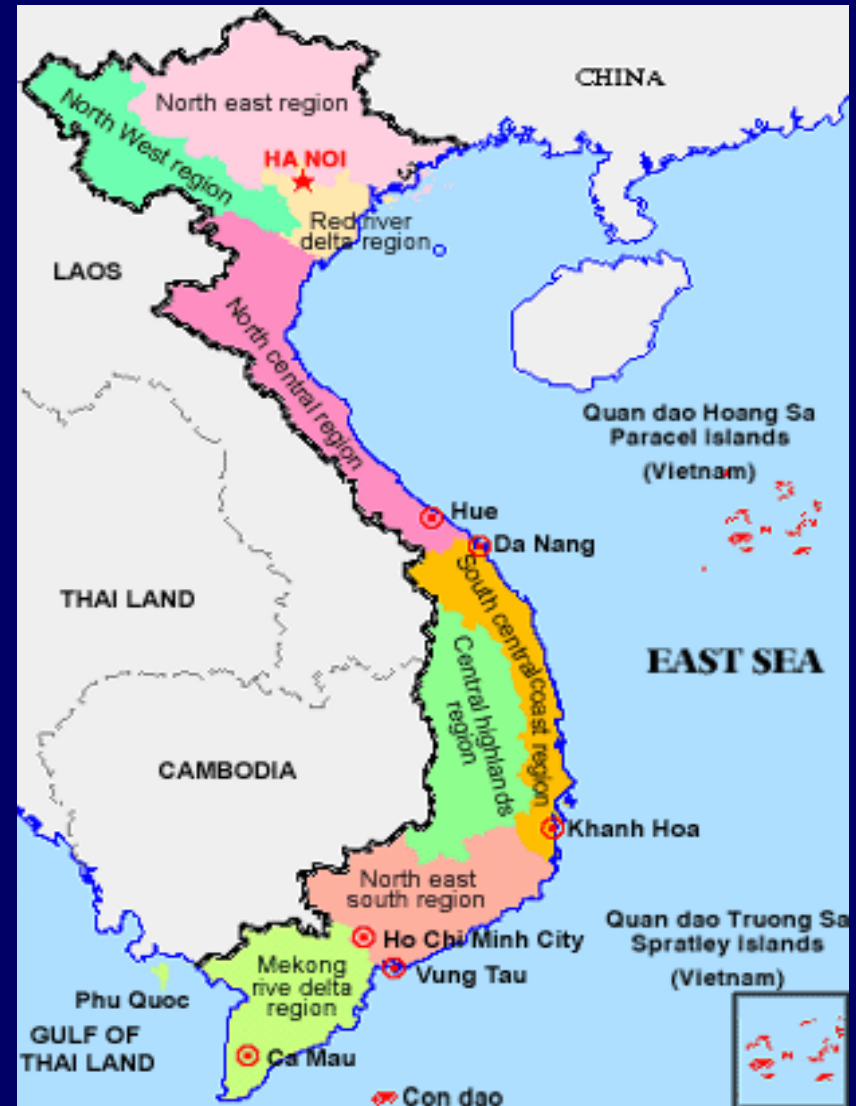 CHINA
North east region
North West region
HA NOI
Red river
delta region
LAOS
North central region
Quan dao Hoang Sa
Paracel Islands
(Vietnam)
Hue
Da Nang
THAI LAND
South central coast region
EAST SEA
Central highlands
region
CAMBODIA
Khanh Hoa
North east
south region
Quan dao Truong Sa
Spratley Islands
(Vietnam)
Ho Chi Minh City
Vung Tau
Mekong
rive delta
region
Phu Quoc
GULF OF
THAI LAND
Ca Mau
Con dao